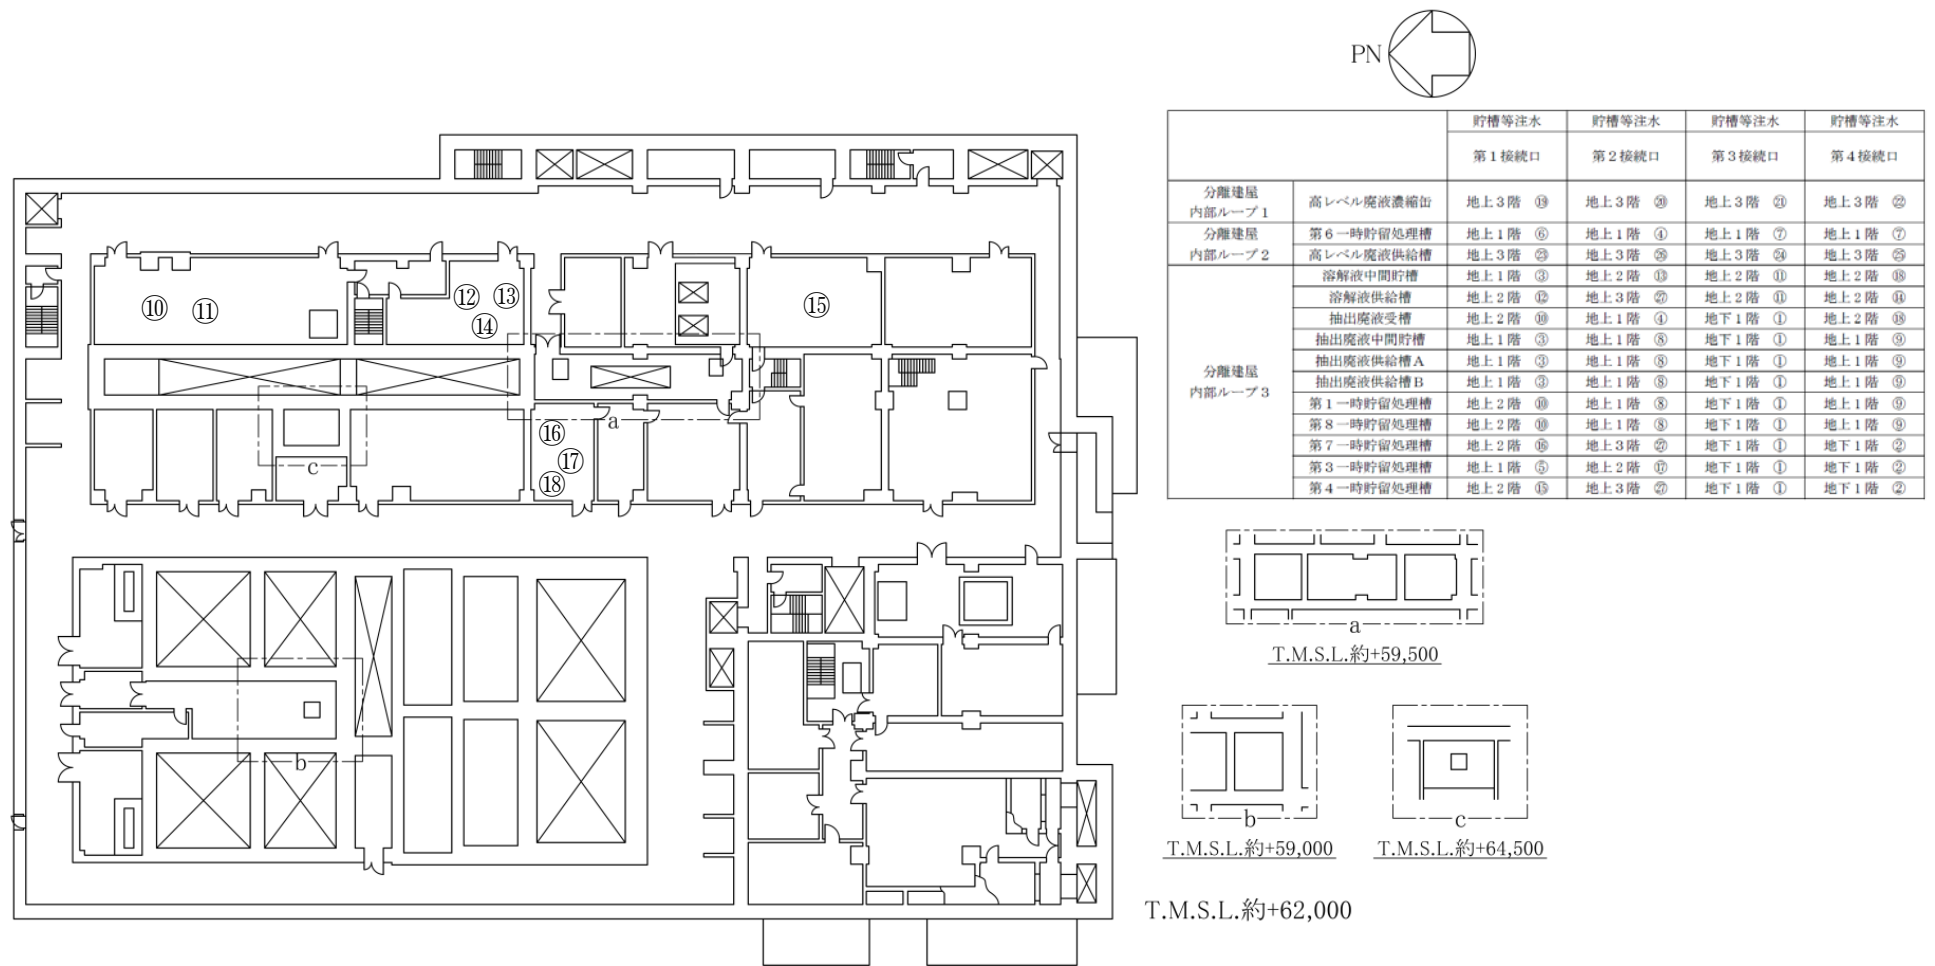 PN
貯槽等注水 貯槽等注水 貯槽等注水 貯槽等注水
第1接続口 第2接続口 第3接続口 第4接続口
分離建屋
内部ループ1
高レベル廃液濃縮缶 地上3階 ⑲ 地上3階 ⑳ 地上3階 ㉑ 地上3階 ㉒
分離建屋
内部ループ2
第6一時貯留処理槽 地上1階 ⑥ 地上1階 ④ 地上1階 ⑦ 地上1階 ⑦
高レベル廃液供給槽 地上3階 ㉓ 地上3階 ㉖ 地上3階 ㉔ 地上3階 ㉕
分離建屋
内部ループ3
溶解液中間貯槽 地上1階 ③ 地上2階 ⑬ 地上2階 ⑪ 地上2階 ⑱
溶解液供給槽 地上2階 ⑫ 地上3階 ㉗ 地上2階 ⑪ 地上2階 ⑭
抽出廃液受槽 地上2階 ⑩ 地上1階 ④ 地下1階 ① 地上2階 ⑱
抽出廃液中間貯槽 地上1階 ③ 地上1階 ⑧ 地下1階 ① 地上1階 ⑨
抽出廃液供給槽A 地上1階 ③ 地上1階 ⑧ 地下1階 ① 地上1階 ⑨
抽出廃液供給槽B 地上1階 ③ 地上1階 ⑧ 地下1階 ① 地上1階 ⑨
第1一時貯留処理槽 地上2階 ⑩ 地上1階 ⑧ 地下1階 ① 地上1階 ⑨
第8一時貯留処理槽 地上2階 ⑩ 地上1階 ⑧ 地下1階 ① 地上1階 ⑨
第7一時貯留処理槽 地上2階 ⑯ 地上3階 ㉗ 地下1階 ① 地下1階 ②
第3一時貯留処理槽 地上1階 ⑤ 地上2階 ⑰ 地下1階 ① 地下1階 ②
第4一時貯留処理槽 地上2階 ⑮ 地上3階 ㉗ 地下1階 ① 地下1階 ②
⑩ ⑪ ⑫ ⑬ ⑮
⑭
a
⑯
⑰
c
⑱
b
a
T.M.S.L.約+59,500
b
T.M.S.L.約+59,000
c
T.M.S.L.約+64,500
T.M.S.L.約+62,000